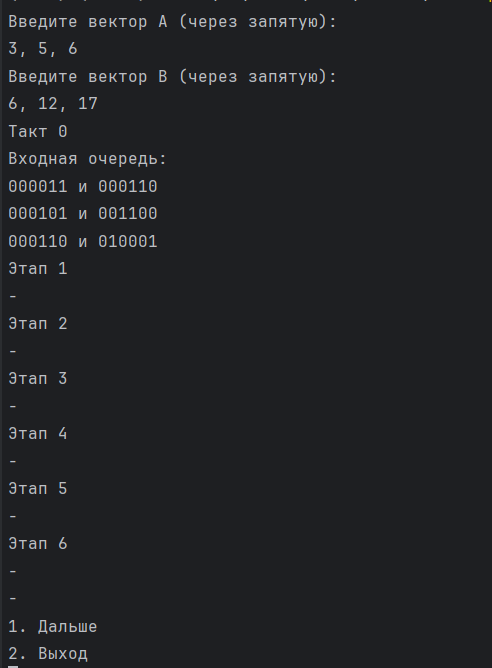 Введите вектор A (через запятую):
3, 5, 6
Введите вектор B (через запятую):
6, 12, 17
Такт 0
Входная очередь:
000011 и 000110
000101 и 001100
000110 и 010001
Этап 1
-
Этап 2
-
Этап 3
-
Этап 4
-
Этап 5
-
Этап 6
-
-
1. Дальше
2. Выход